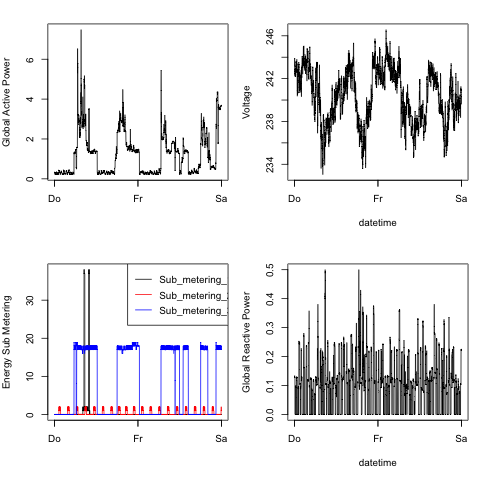 Global Active Power
0
2
4
6
Do
Fr
Sa
Voltage
234
238
242
246
Do
Fr
Sa
datetime
Energy Sub Metering
0
10
20
30
Do
Fr
Sa
Sub_metering_
Sub_metering_
Sub_metering_
Global Reactive Power
0.0
0.1
0.2
0.3
0.4
0.5
Do
Fr
Sa
datetime